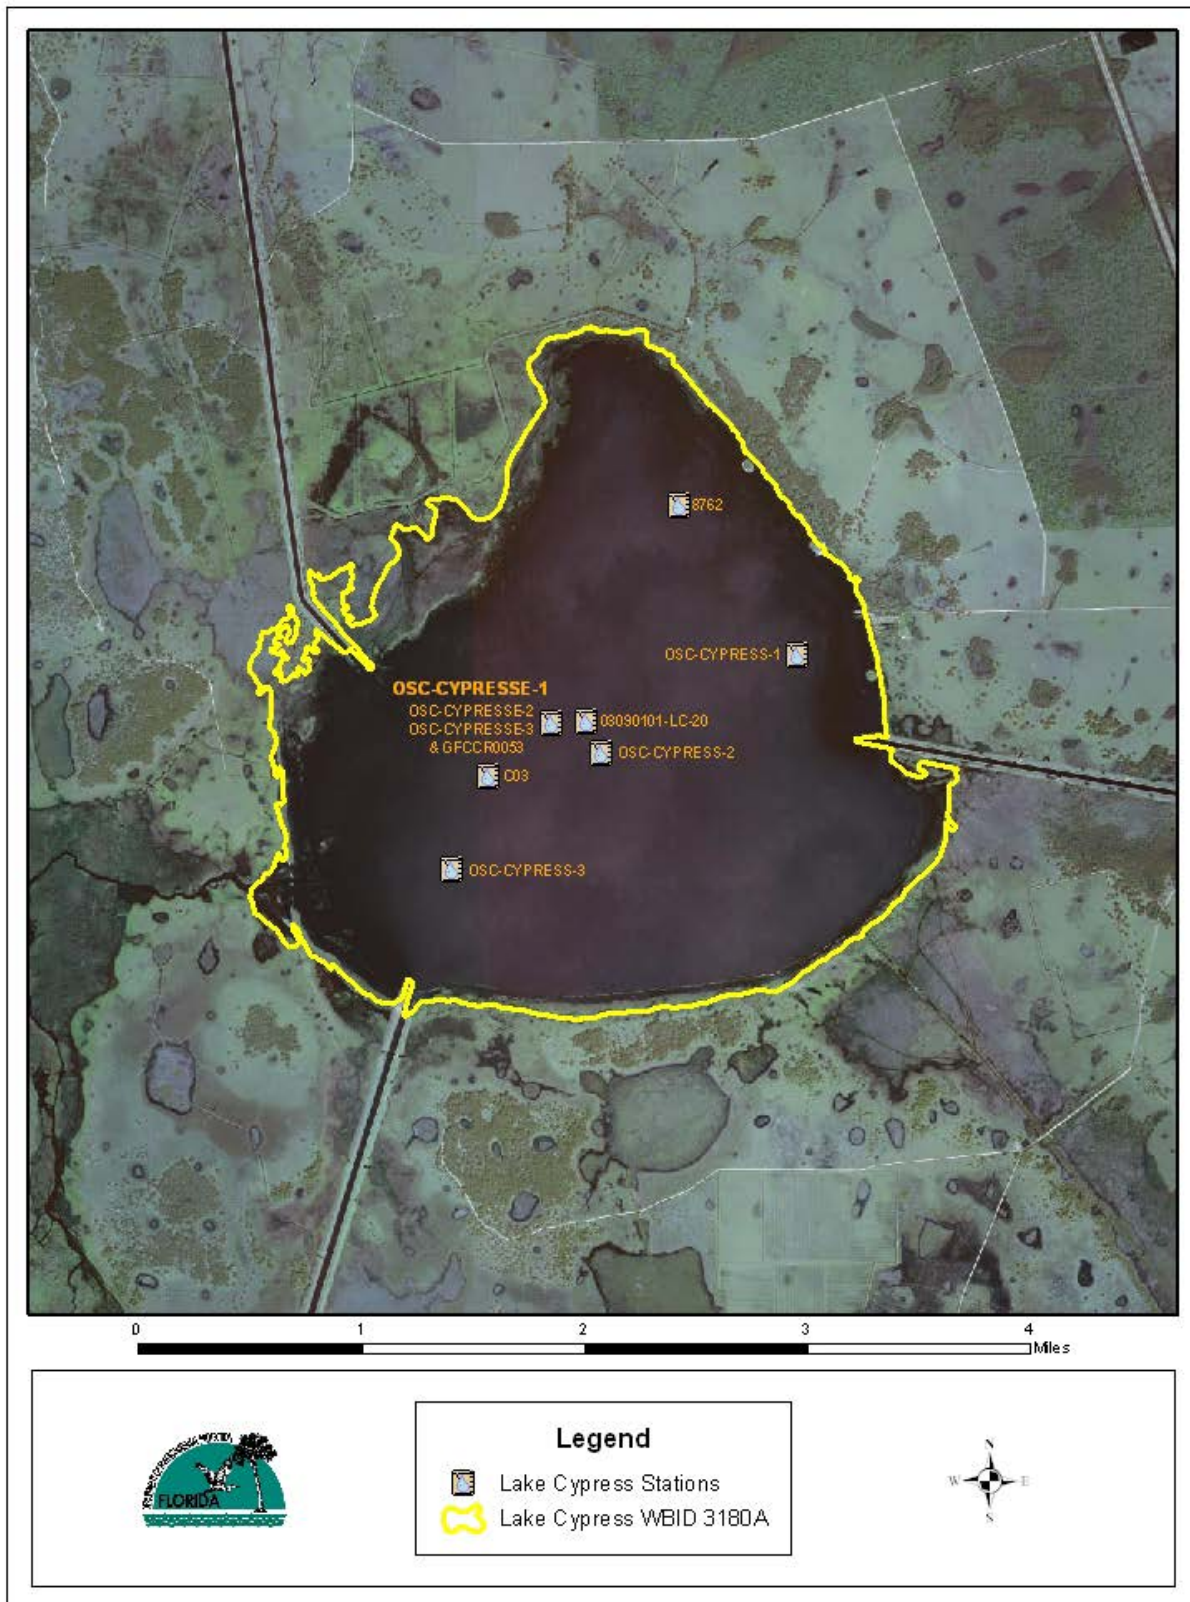 8762
OSC-CYPRESS-1
OSC-CYPRESSE-1
OSC-CYPRESSE-2
OSC-CYPRESSE-3
& GFCCR0053
03090101-LC-20
OSC-CYPRESS-2
C03
OSC-CYPRESS-3
0 1 2 3 4
Miles
Legend
Lake Cypress Stations
Lake Cypress WBID 3180A
FLORIDA
N
W E
S